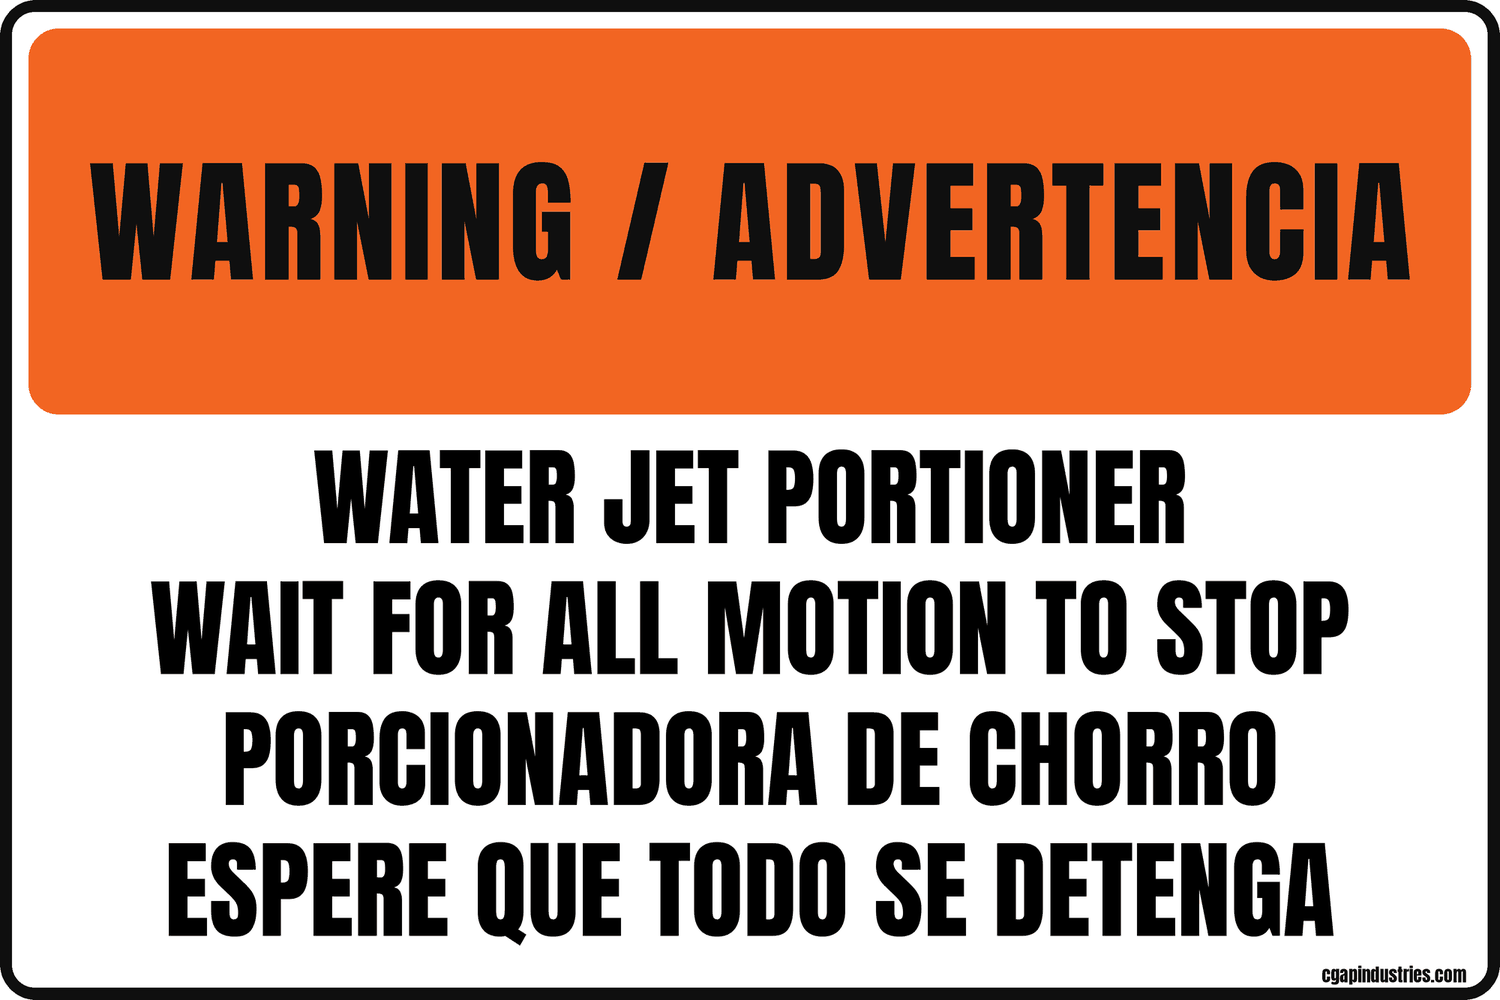 WARNING / ADVERTENCIA
WATER JET PORTIONER
WAIT FOR ALL MOTION TO STOP
PORCIONADORA DE CHORRO
ESPERE QUE TODO SE DETENGA
cgapindustries.com